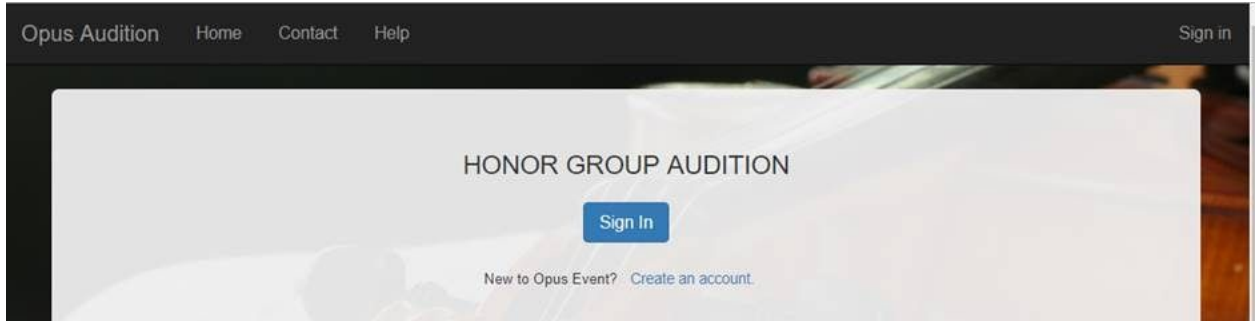 Opus Audition Home Contact Help Sign in
HONOR GROUP AUDITION
Sign In
New to Opus Event? Create an account.